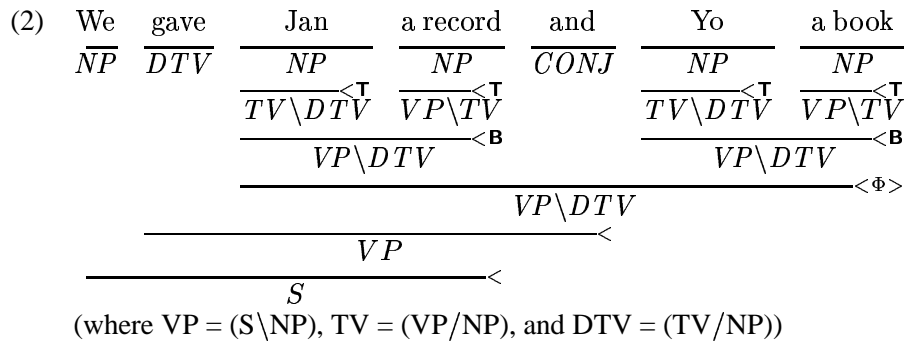 (2) We gave Jan a record and Yo a book
NP DTV NP NP CONJ NP NP
<T <T <T <T
TV\DTV VP\TV TV\DTV VP\TV
<B <B
VP\DTV VP\DTV
<Φ>
VP\DTV
<
VP
<
S
(where VP = (S\NP), TV = (VP/NP), and DTV = (TV/NP))